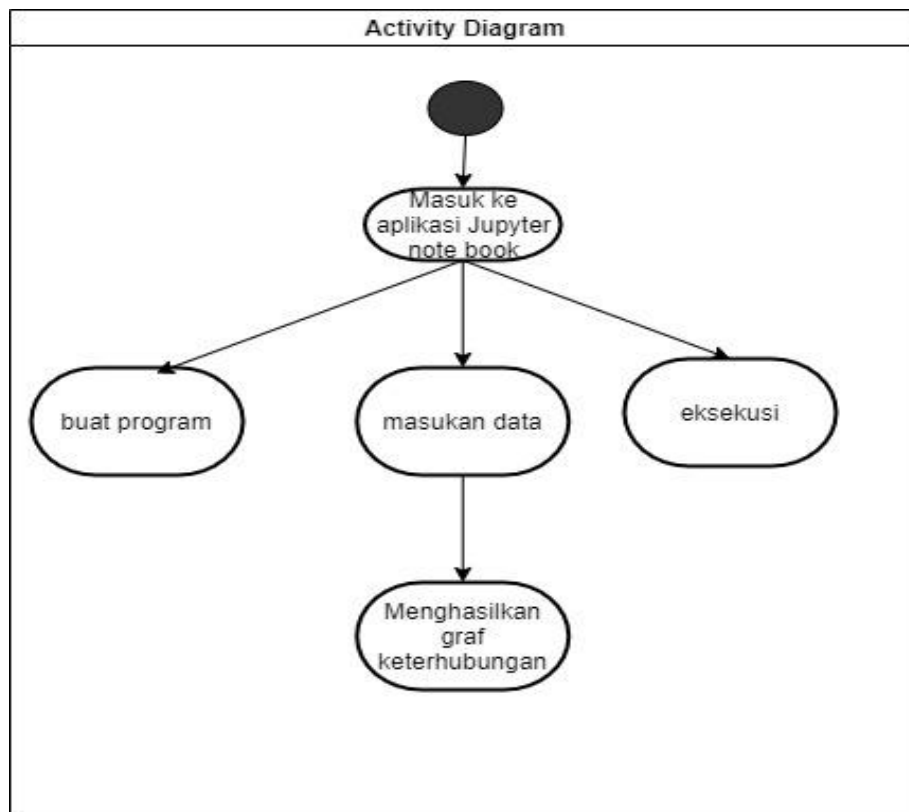 Activity Diagram
Masuk ke
aplikasi Jupyter
note book
buat program
masukan data
eksekusi
Menghasilkan
graf
keterhubungan